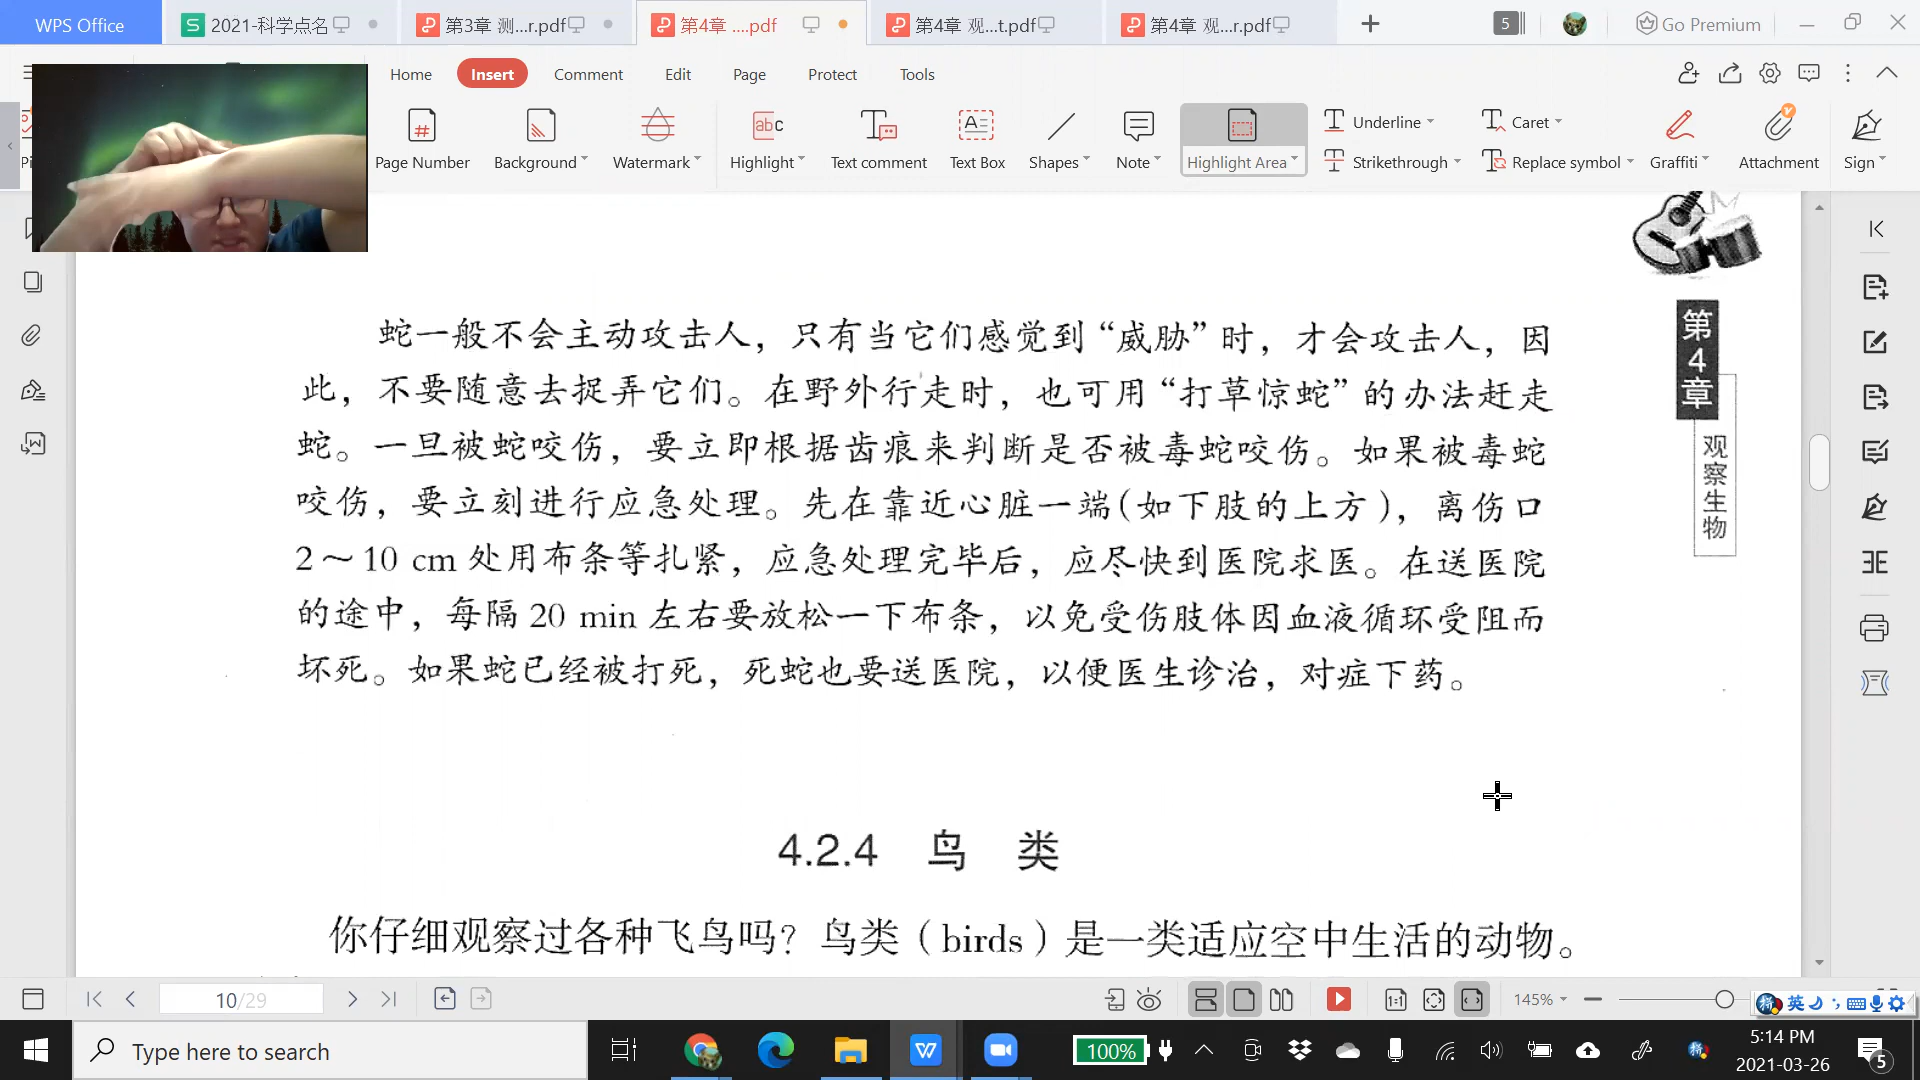 WPS Office
2021-科学点名
第3章 测...r.pdf
第4章 ....pdf
第4章 观...t.pdf
第4章 观...r.pdf
5
Go Premium
Home
Insert
Comment
Edit
Page
Protect
Tools
Page Number
Background
Watermark
Highlight
Text comment
Text Box
Shapes
Note
Highlight Area
Underline
Strikethrough
Caret
Replace symbol
Graffiti
Attachment
Sign
第4章
观察生物
蛇一般不会主动攻击人，只有当它们感觉到“威胁”时，才会攻击人，因
此，不要随意去捉弄它们。在野外行走时，也可用“打草惊蛇”的办法赶走
蛇。一旦被蛇咬伤，要立即根据齿痕来判断是否被毒蛇咬伤。如果被毒蛇
咬伤，要立刻进行应急处理。先在靠近心脏一端(如下肢的上方)，离伤口
2～10 cm 处用布条等扎紧，应急处理完毕后，应尽快到医院求医。在送医院
的途中，每隔 20 min 左右要放松一下布条，以免受伤肢体因血液循环受阻而
坏死。如果蛇已经被打死，死蛇也要送医院，以便医生诊治，对症下药。
4.2.4 鸟 类
你仔细观察过各种飞鸟吗？鸟类（birds）是一类适应空中生活的动物。
10/29
145%
英
Type here to search
100%
5:14 PM
2021-03-26
5